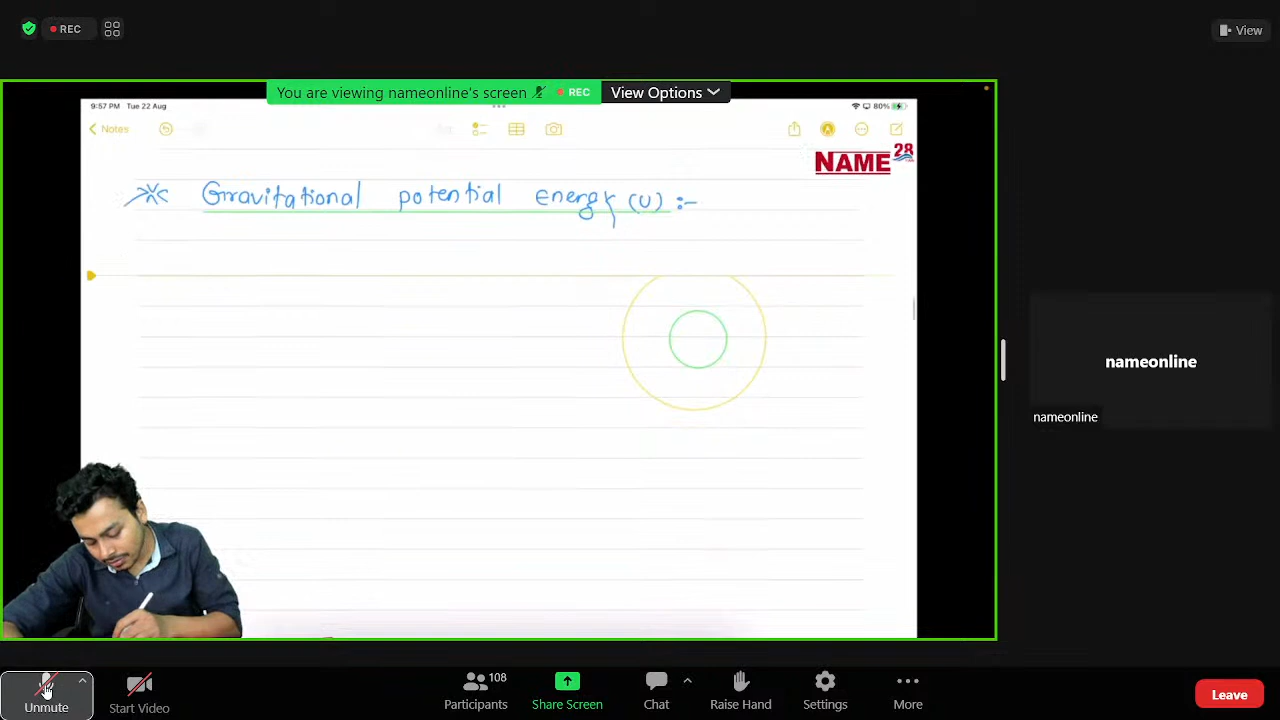 REC
View
You are viewing nameonline's screen
REC
View Options
9:57 PM Tue 22 Aug
80%
Notes
NAME 28
Gravitational potential Energy (U) :-
nameonline
nameonline
Unmute
Start Video
108
Participants
Share Screen
Chat
Raise Hand
Settings
More
Leave